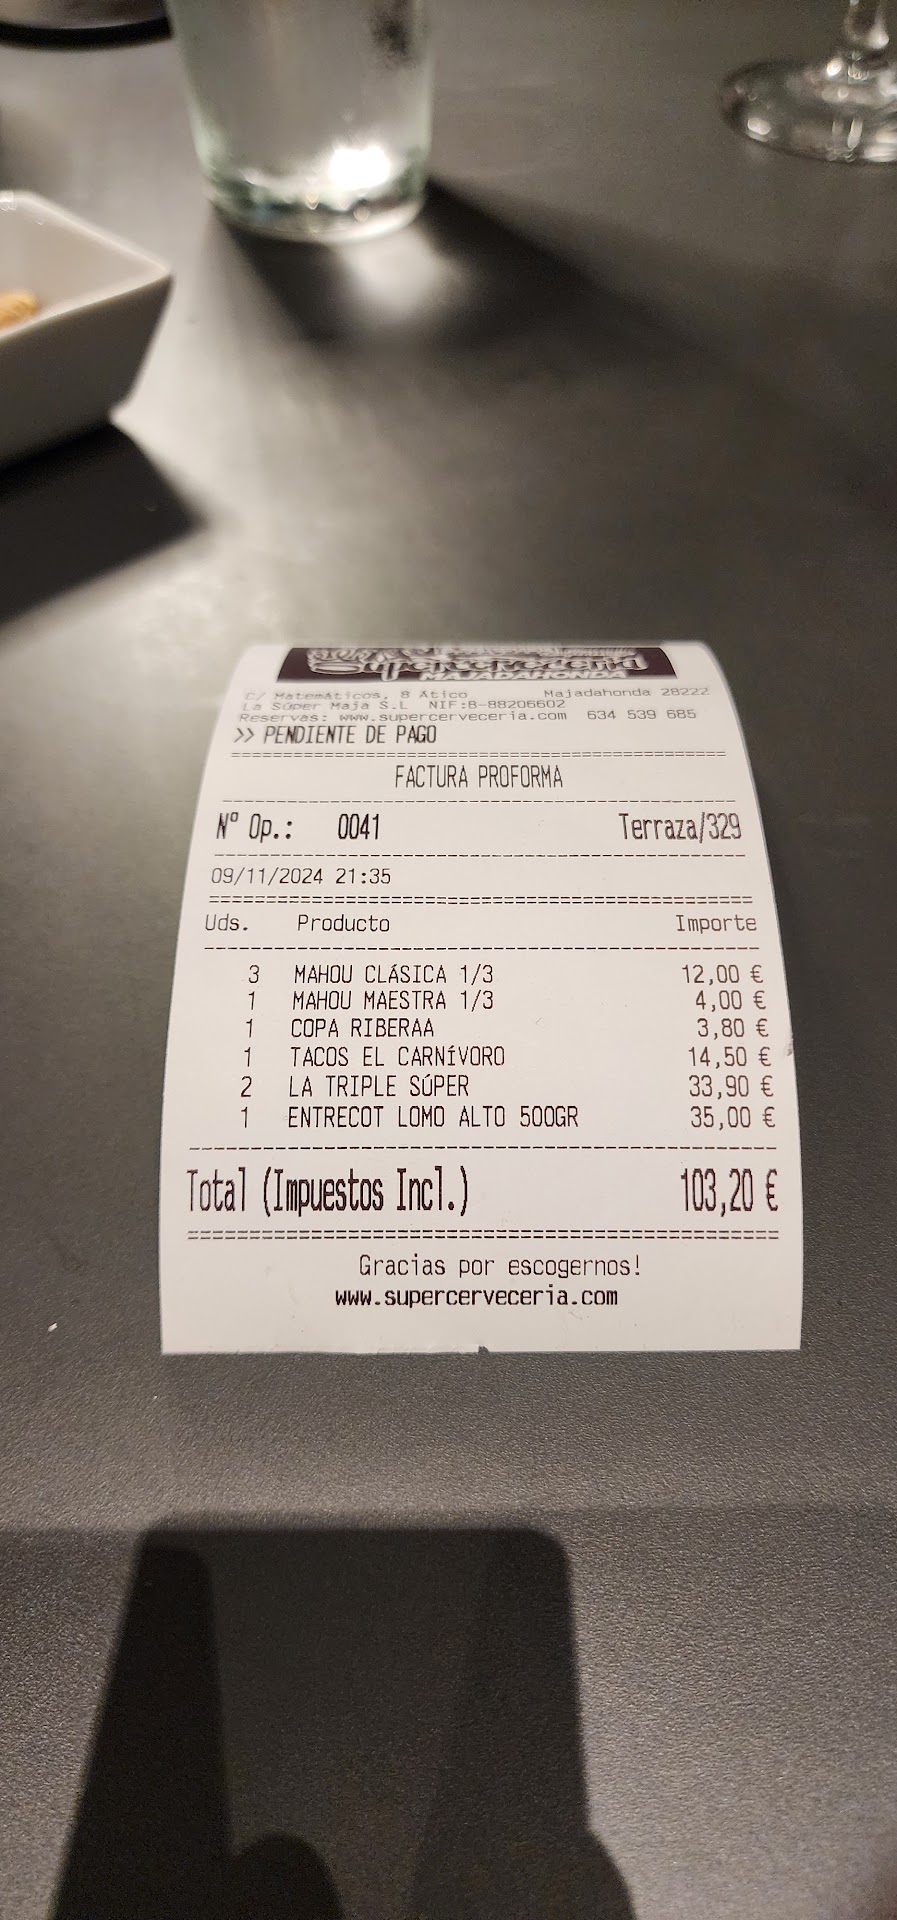 Supercerveceria
MAJADAHONDA
C/ Matemáticos, 8 Ático Majadahonda 28222
La Súper Maja S.L NIF:B-88206602
Reservas: www.supercerveceria.com 634 539 685
>> PENDIENTE DE PAGO
FACTURA PROFORMA
Nº Op.: 0041 Terraza/329
09/11/2024 21:35
Uds. Producto Importe
3 MAHOU CLÁSICA 1/3 12,00 €
1 MAHOU MAESTRA 1/3 4,00 €
1 COPA RIBERAA 3,80 €
1 TACOS EL CARNÍVORO 14,50 €
2 LA TRIPLE SÚPER 33,90 €
1 ENTRECOT LOMO ALTO 500GR 35,00 €
Total (Impuestos Incl.) 103,20 €
Gracias por escogernos!
www.supercerveceria.com